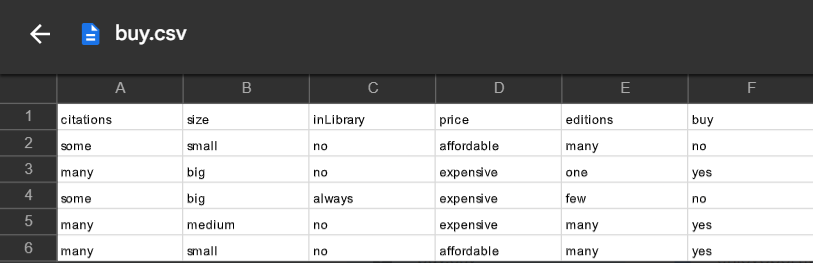 buy.csv
A B C D E F
1 citations size inLibrary price editions buy
2 some small no affordable many no
3 many big no expensive one yes
4 some big always expensive few no
5 many medium no expensive many yes
6 many small no affordable many yes